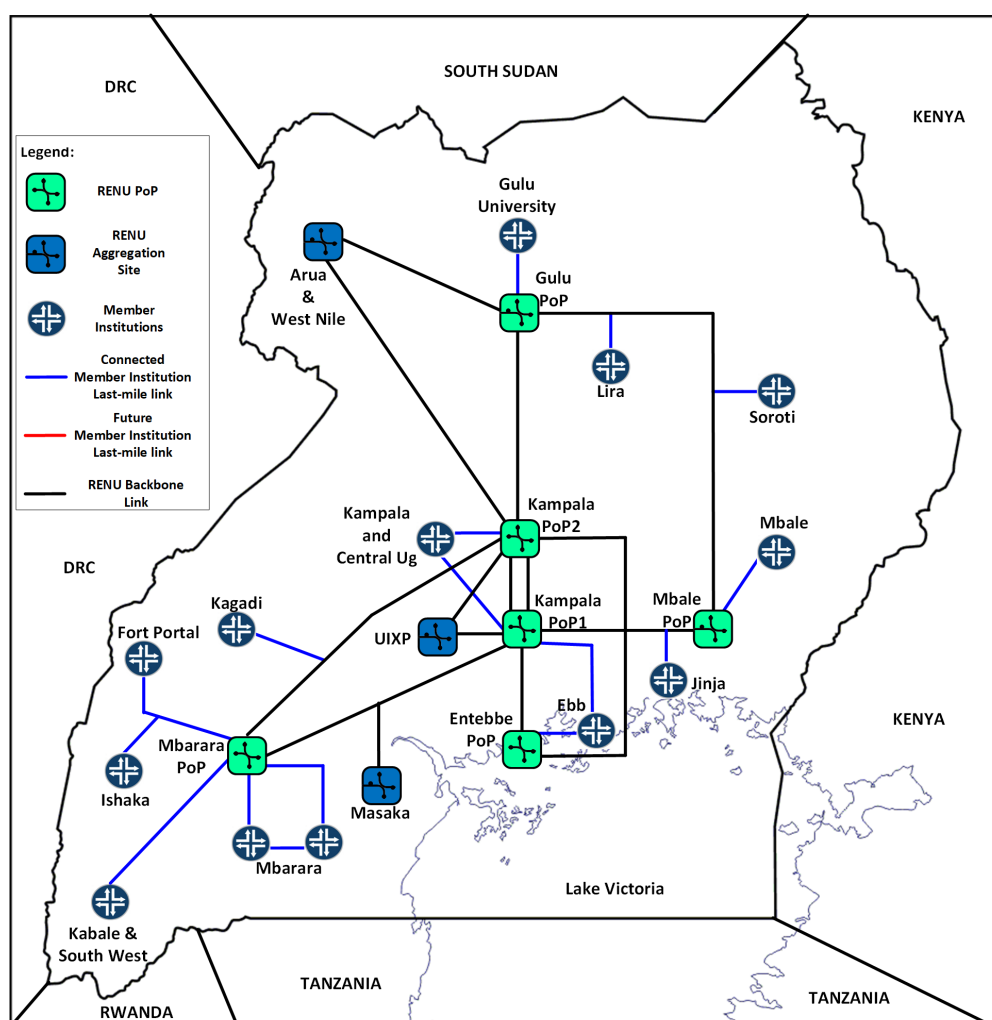 DRC
SOUTH SUDAN
KENYA
Legend:
RENU PoP
RENU
Aggregation
Site
Member
Institutions
Connected
Member Institution
Last-mile link
Future
Member Institution
Last-mile link
RENU Backbone
Link
Gulu
University
Arua
&
West Nile
Gulu
PoP
Lira
Soroti
Kampala
and
Central Ug
Kampala
PoP2
Mbale
DRC
Kagadi
Fort Portal
UIXP
Kampala
PoP1
Mbale
PoP
Jinja
Ebb
Entebbe
PoP
KENYA
Mbarara
PoP
Ishaka
Masaka
Mbarara
Lake Victoria
Kabale &
South West
RWANDA
TANZANIA
TANZANIA